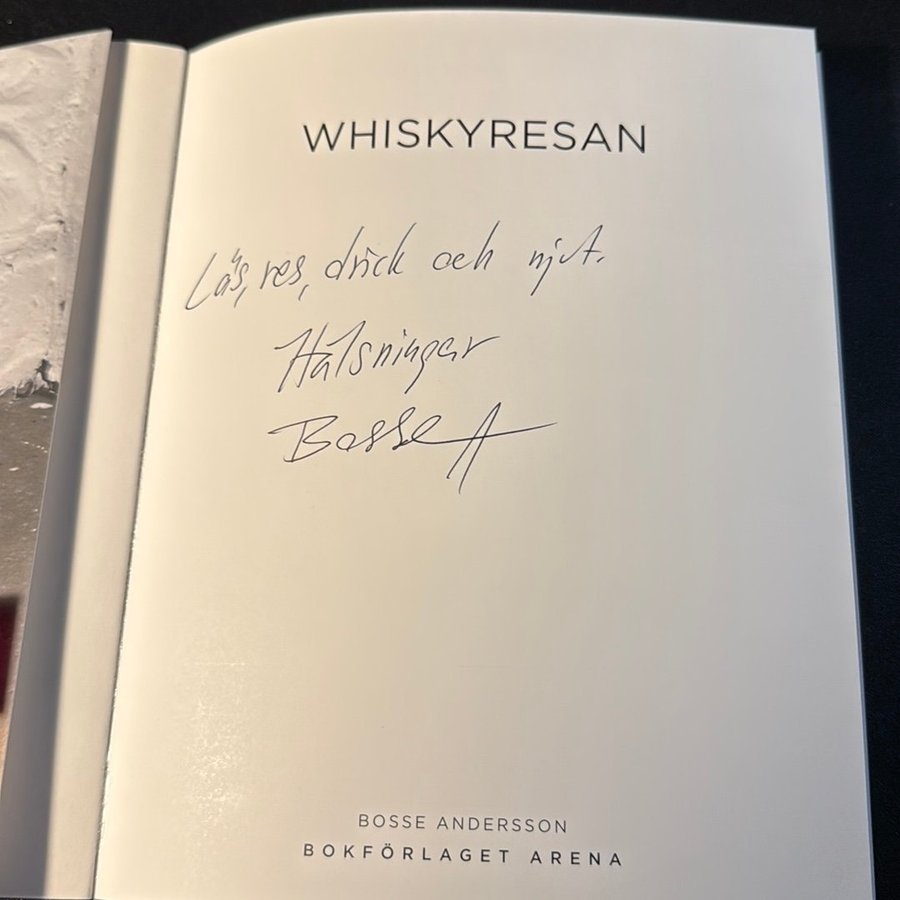 WHISKYRESAN
Läs, res, drick och njut.
Hälsningar
Bosse A
BOSSE ANDERSSON
BOKFÖRLAGET ARENA